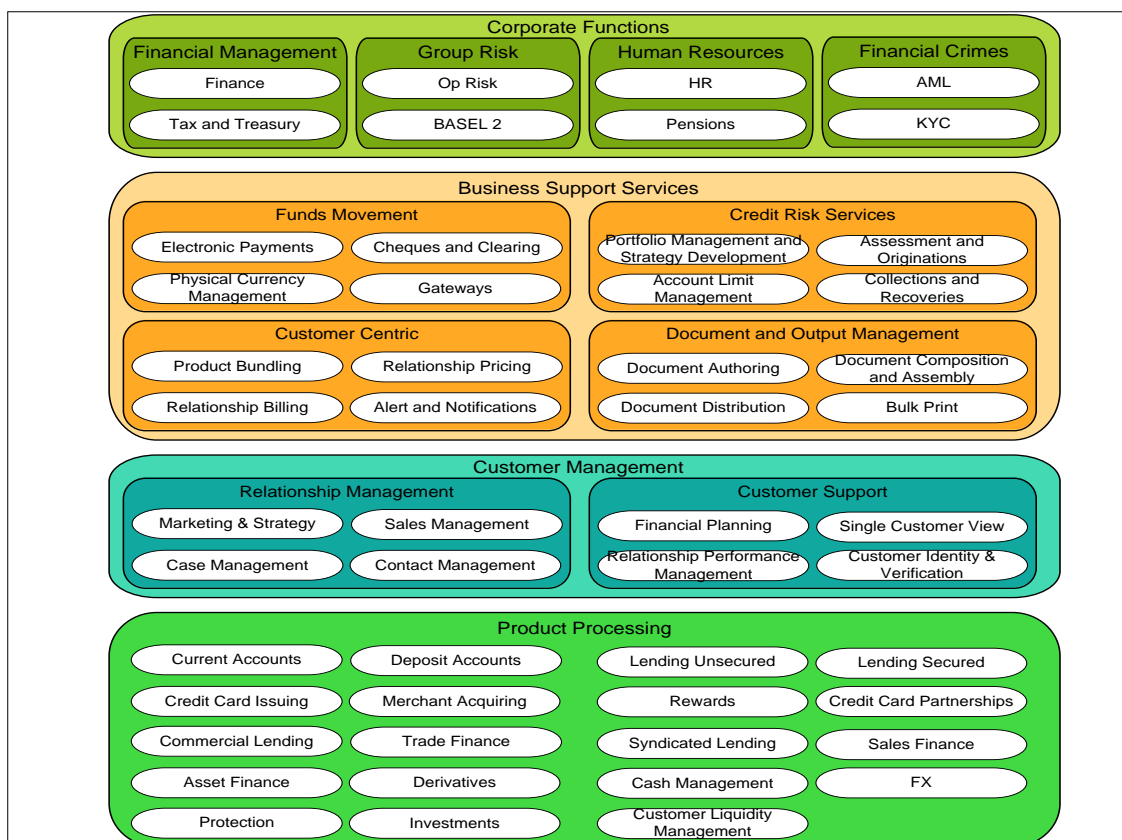 Corporate Functions
Financial Management
Finance
Tax and Treasury
Group Risk
Op Risk
BASEL 2
Human Resources
HR
Pensions
Financial Crimes
AML
KYC
Business Support Services
Funds Movement
Electronic Payments
Cheques and Clearing
Physical Currency
Management
Gateways
Credit Risk Services
Portfolio Management and
Strategy Development
Assessment and
Originations
Account Limit
Management
Collections and
Recoveries
Customer Centric
Product Bundling
Relationship Pricing
Relationship Billing
Alert and Notifications
Document and Output Management
Document Authoring
Document Composition
and Assembly
Document Distribution
Bulk Print
Customer Management
Relationship Management
Marketing & Strategy
Sales Management
Case Management
Contact Management
Customer Support
Financial Planning
Single Customer View
Relationship Performance
Management
Customer Identity &
Verification
Product Processing
Current Accounts
Deposit Accounts
Lending Unsecured
Lending Secured
Credit Card Issuing
Merchant Acquiring
Rewards
Credit Card Partnerships
Commercial Lending
Trade Finance
Syndicated Lending
Sales Finance
Asset Finance
Derivatives
Cash Management
FX
Protection
Investments
Customer Liquidity
Management